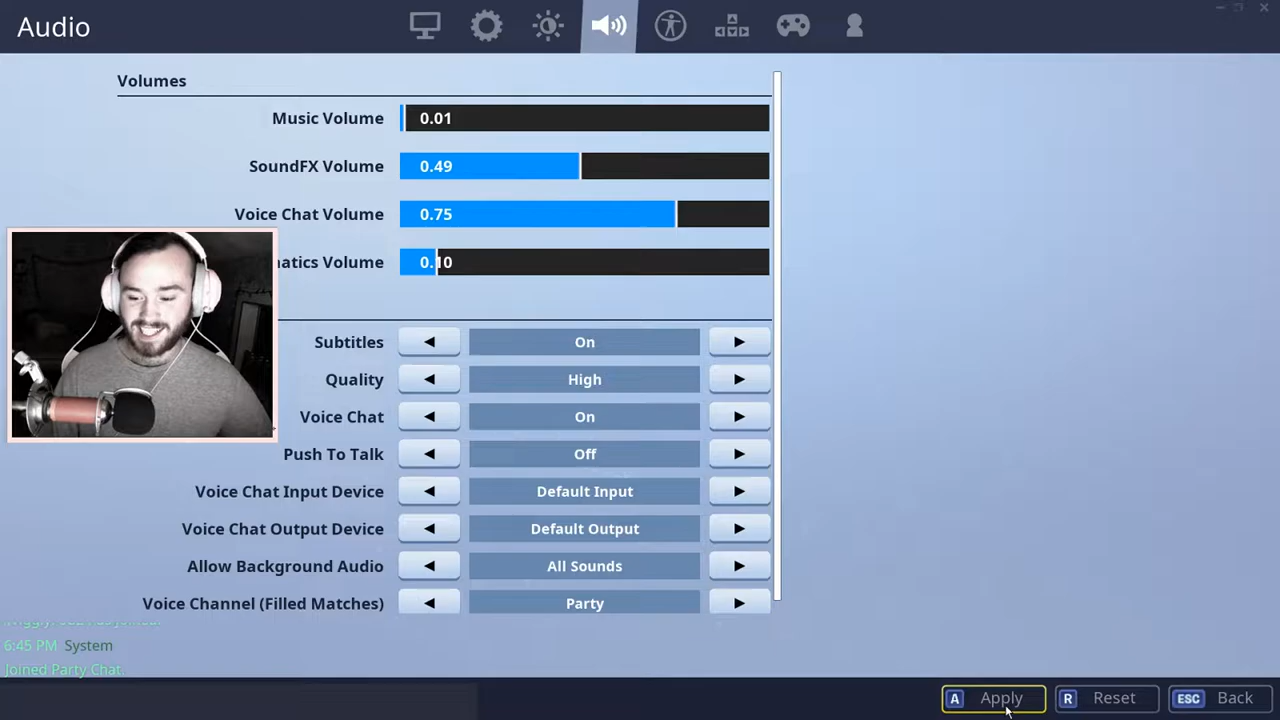 Audio
Volumes
Music Volume 0.01
SoundFX Volume 0.49
Voice Chat Volume 0.75
Volume 0.10
Subtitles ◀ On ▶
Quality ◀ High ▶
Voice Chat ◀ On ▶
Push To Talk ◀ Off ▶
Voice Chat Input Device ◀ Default Input ▶
Voice Chat Output Device ◀ Default Output ▶
Allow Background Audio ◀ All Sounds ▶
Voice Channel (Filled Matches) ◀ Party ▶
6:45 PM System
Joined Party Chat.
A Apply R Reset ESC Back